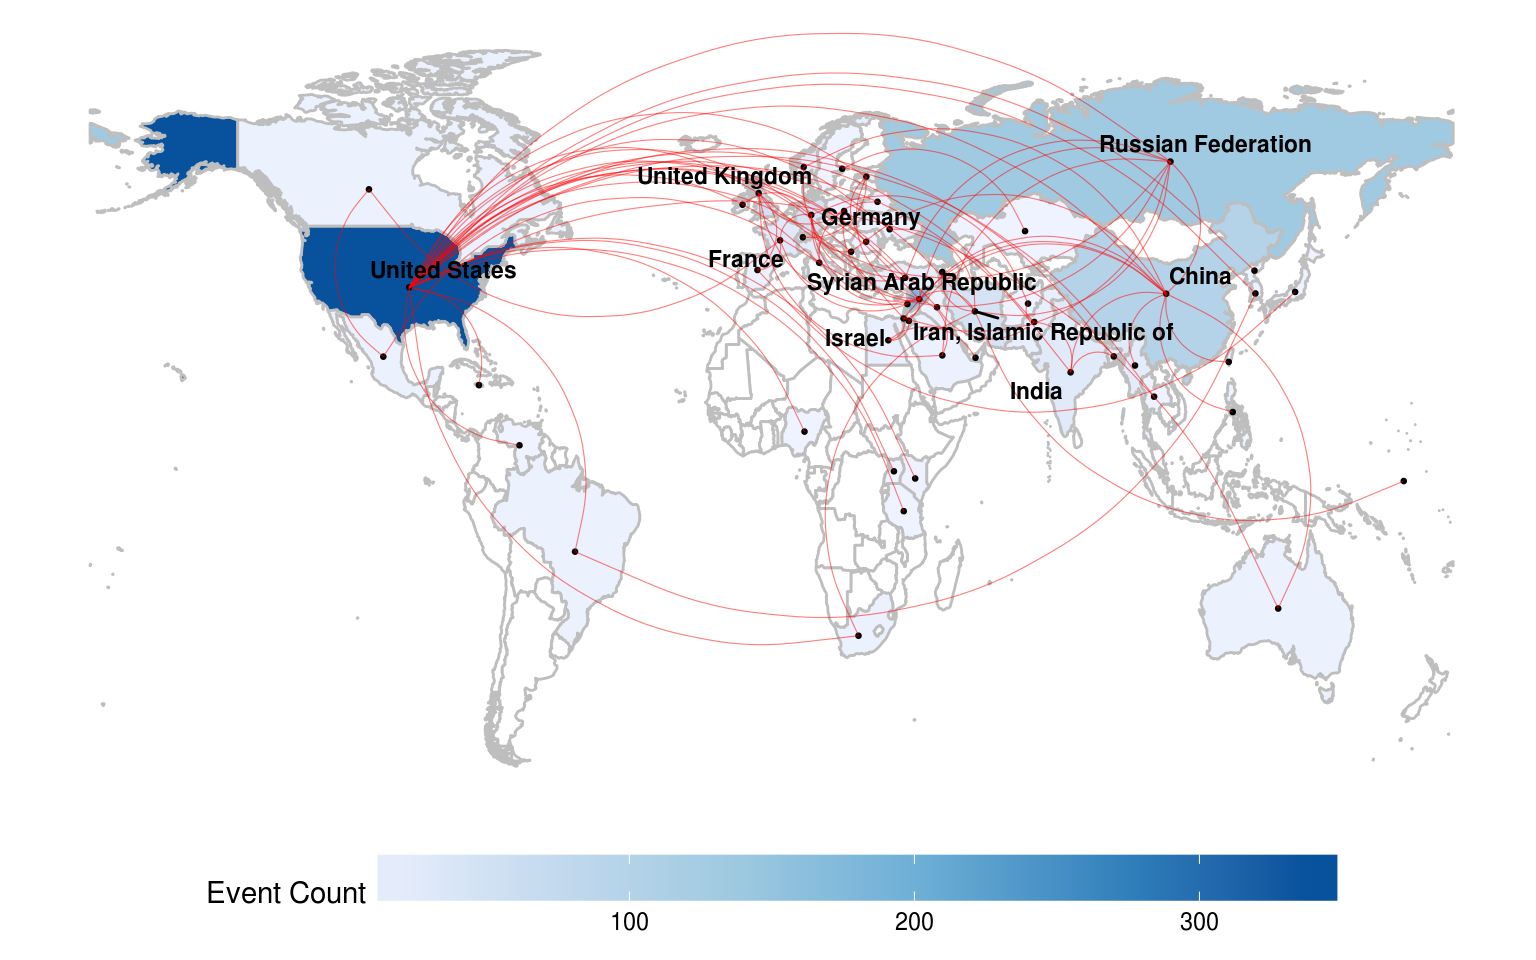 Russian Federation
United Kingdom
Germany
France
United States
China
Syrian Arab Republic
Israel
Iran, Islamic Republic of
India
Event Count
100
200
300